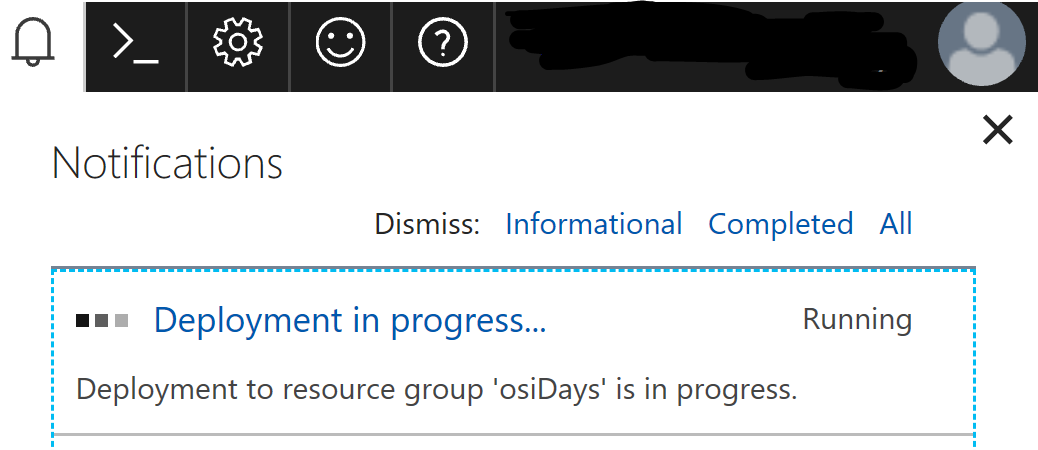 Notifications
Dismiss: Informational Completed All
Deployment in progress... Running
Deployment to resource group 'osiDays' is in progress.